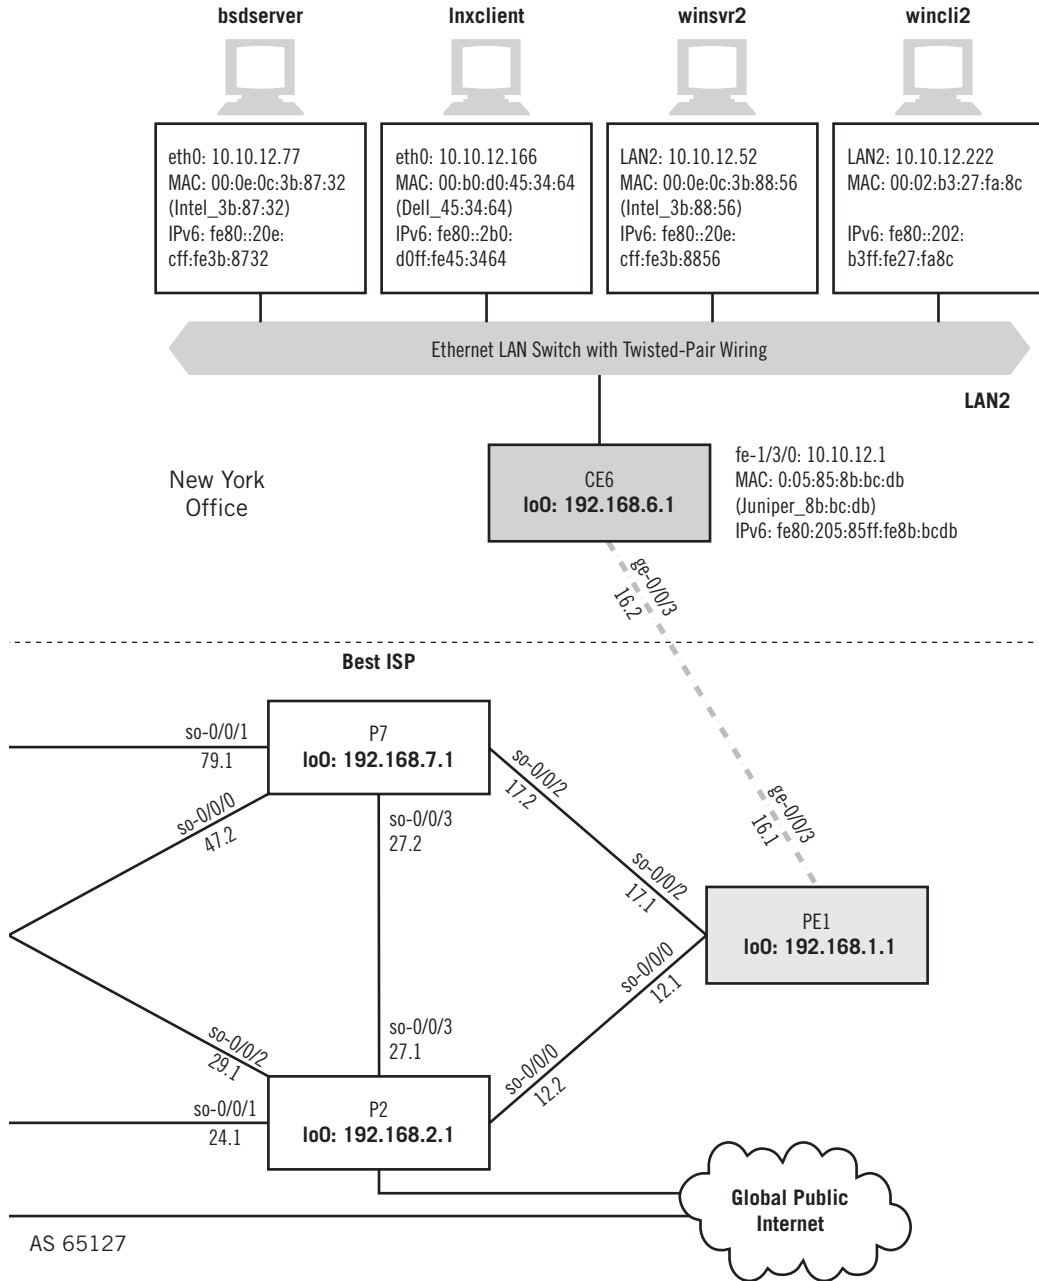 bsdserver
lnxclient
winsvr2
wincli2
eth0: 10.10.12.77
MAC: 00:0e:0c:3b:87:32
(Intel_3b:87:32)
IPv6: fe80::20e:
cff:fe3b:8732
eth0: 10.10.12.166
MAC: 00:b0:d0:45:34:64
(Dell_45:34:64)
IPv6: fe80::2b0:
d0ff:fe45:3464
LAN2: 10.10.12.52
MAC: 00:0e:0c:3b:88:56
(Intel_3b:88:56)
IPv6: fe80::20e:
cff:fe3b:8856
LAN2: 10.10.12.222
MAC: 00:02:b3:27:fa:8c
IPv6: fe80::202:
b3ff:fe27:fa8c
Ethernet LAN Switch with Twisted-Pair Wiring
LAN2
New York
Office
CE6
lo0: 192.168.6.1
fe-1/3/0: 10.10.12.1
MAC: 0:05:85:8b:bc:db
(Juniper_8b:bc:db)
IPv6: fe80:205:85ff:fe8b:bcdb
ge-0/0/3
16.2
Best ISP
so-0/0/1
79.1
P7
lo0: 192.168.7.1
so-0/0/2
17.2
so-0/0/0
47.2
so-0/0/3
27.2
ge-0/0/3
16.1
so-0/0/2
17.1
PE1
lo0: 192.168.1.1
so-0/0/0
12.1
so-0/0/2
29.1
so-0/0/3
27.1
so-0/0/0
12.2
so-0/0/1
24.1
P2
lo0: 192.168.2.1
Global Public
Internet
AS 65127